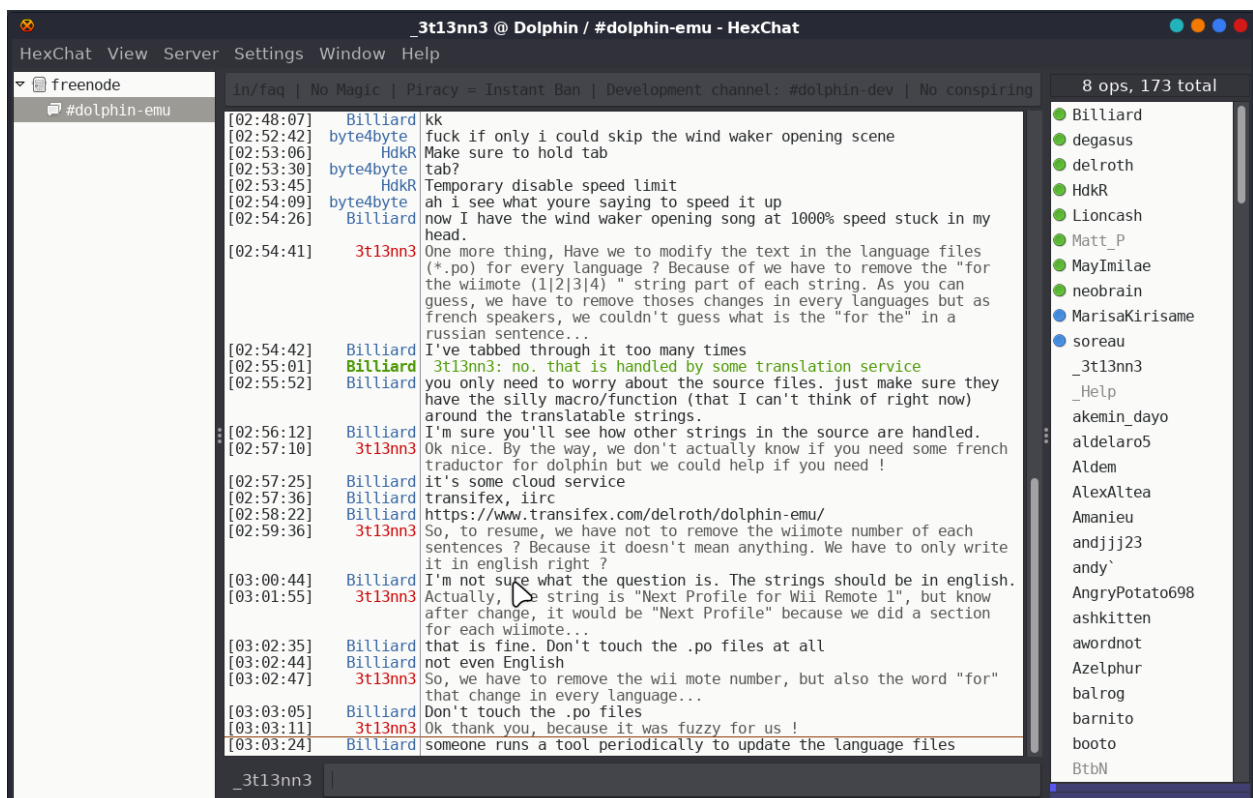 _3t13nn3 @ Dolphin / #dolphin-emu - HexChat
HexChat View Server Settings Window Help
freenode
#dolphin-emu
in/faq | No Magic | Piracy = Instant Ban | Development channel: #dolphin-dev | No conspiring
[02:48:07] Billiard kk
[02:52:42] byte4byte fuck if only i could skip the wind waker opening scene
[02:53:06] HdkR Make sure to hold tab
[02:53:30] byte4byte tab?
[02:53:45] HdkR Temporary disable speed limit
[02:54:09] byte4byte ah i see what youre saying to speed it up
[02:54:26] Billiard now I have the wind waker opening song at 1000% speed stuck in my
head.
[02:54:41] 3t13nn3 One more thing, Have we to modify the text in the language files
(*.po) for every language ? Because of we have to remove the "for
the wiimote (1|2|3|4) " string part of each string. As you can
guess, we have to remove thoses changes in every languages but as
french speakers, we couldn't guess what is the "for the" in a
russian sentence...
[02:54:42] Billiard I've tabbed through it too many times
[02:55:01] Billiard 3t13nn3: no. that is handled by some translation service
[02:55:52] Billiard you only need to worry about the source files. just make sure they
have the silly macro/function (that I can't think of right now)
around the translatable strings.
[02:56:12] Billiard I'm sure you'll see how other strings in the source are handled.
[02:57:10] 3t13nn3 Ok nice. By the way, we don't actually know if you need some french
traductor for dolphin but we could help if you need !
[02:57:25] Billiard it's some cloud service
[02:57:36] Billiard transifex, iirc
[02:58:22] Billiard https://www.transifex.com/delroth/dolphin-emu/
[02:59:36] 3t13nn3 So, to resume, we have not to remove the wiimote number of each
sentences ? Because it doesn't mean anything. We have to only write
it in english right ?
[03:00:44] Billiard I'm not sure what the question is. The strings should be in english.
[03:01:55] 3t13nn3 Actually, string is "Next Profile for Wii Remote 1", but know
after change, it would be "Next Profile" because we did a section
for each wiimote...
[03:02:35] Billiard that is fine. Don't touch the .po files at all
[03:02:44] Billiard not even English
[03:02:47] 3t13nn3 So, we have to remove the wii mote number, but also the word "for"
that change in every language...
[03:03:05] Billiard Don't touch the .po files
[03:03:11] 3t13nn3 Ok thank you, because it was fuzzy for us !
[03:03:24] Billiard someone runs a tool periodically to update the language files
_3t13nn3
8 ops, 173 total
Billiard
degasus
delroth
HdkR
Lioncash
Matt_P
MayImilae
neobrain
MarisaKirisame
soreau
_3t13nn3
_Help
akemin_dayo
aldelaro5
Aldem
AlexAltea
Amanieu
andjjj23
andy`
AngryPotato698
ashkitten
awordnot
Azelphur
balrog
barnito
booto
BtbN